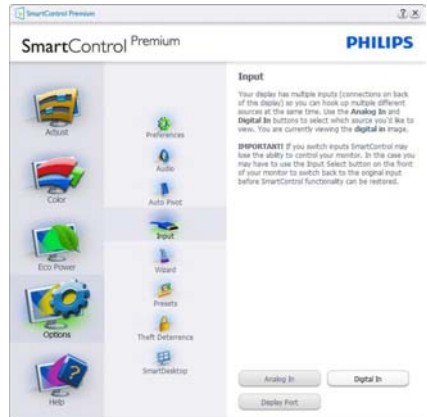 SmartControl Premium
SmartControl Premium
PHILIPS
Adjust
Color
Eco Power
Options
Help
Preferences
Audio
Auto Pivot
Input
Wizard
Presets
Theft Deterrence
SmartDesktop
Input
Your display has multiple inputs (connections on back
of the display) so you can hook up multiple different
sources at the same time. Use the Analog In and
Digital In buttons to select which source you'd like to
view. You are currently viewing the digital in image.
IMPORTANT! If you switch inputs SmartControl may
lose the ability to control your monitor. In the case you
may have to use the Input Select button on the front
of your monitor to switch back to the original input
before SmartControl functionality can be restored.
Analog In
Digital In
Display Port